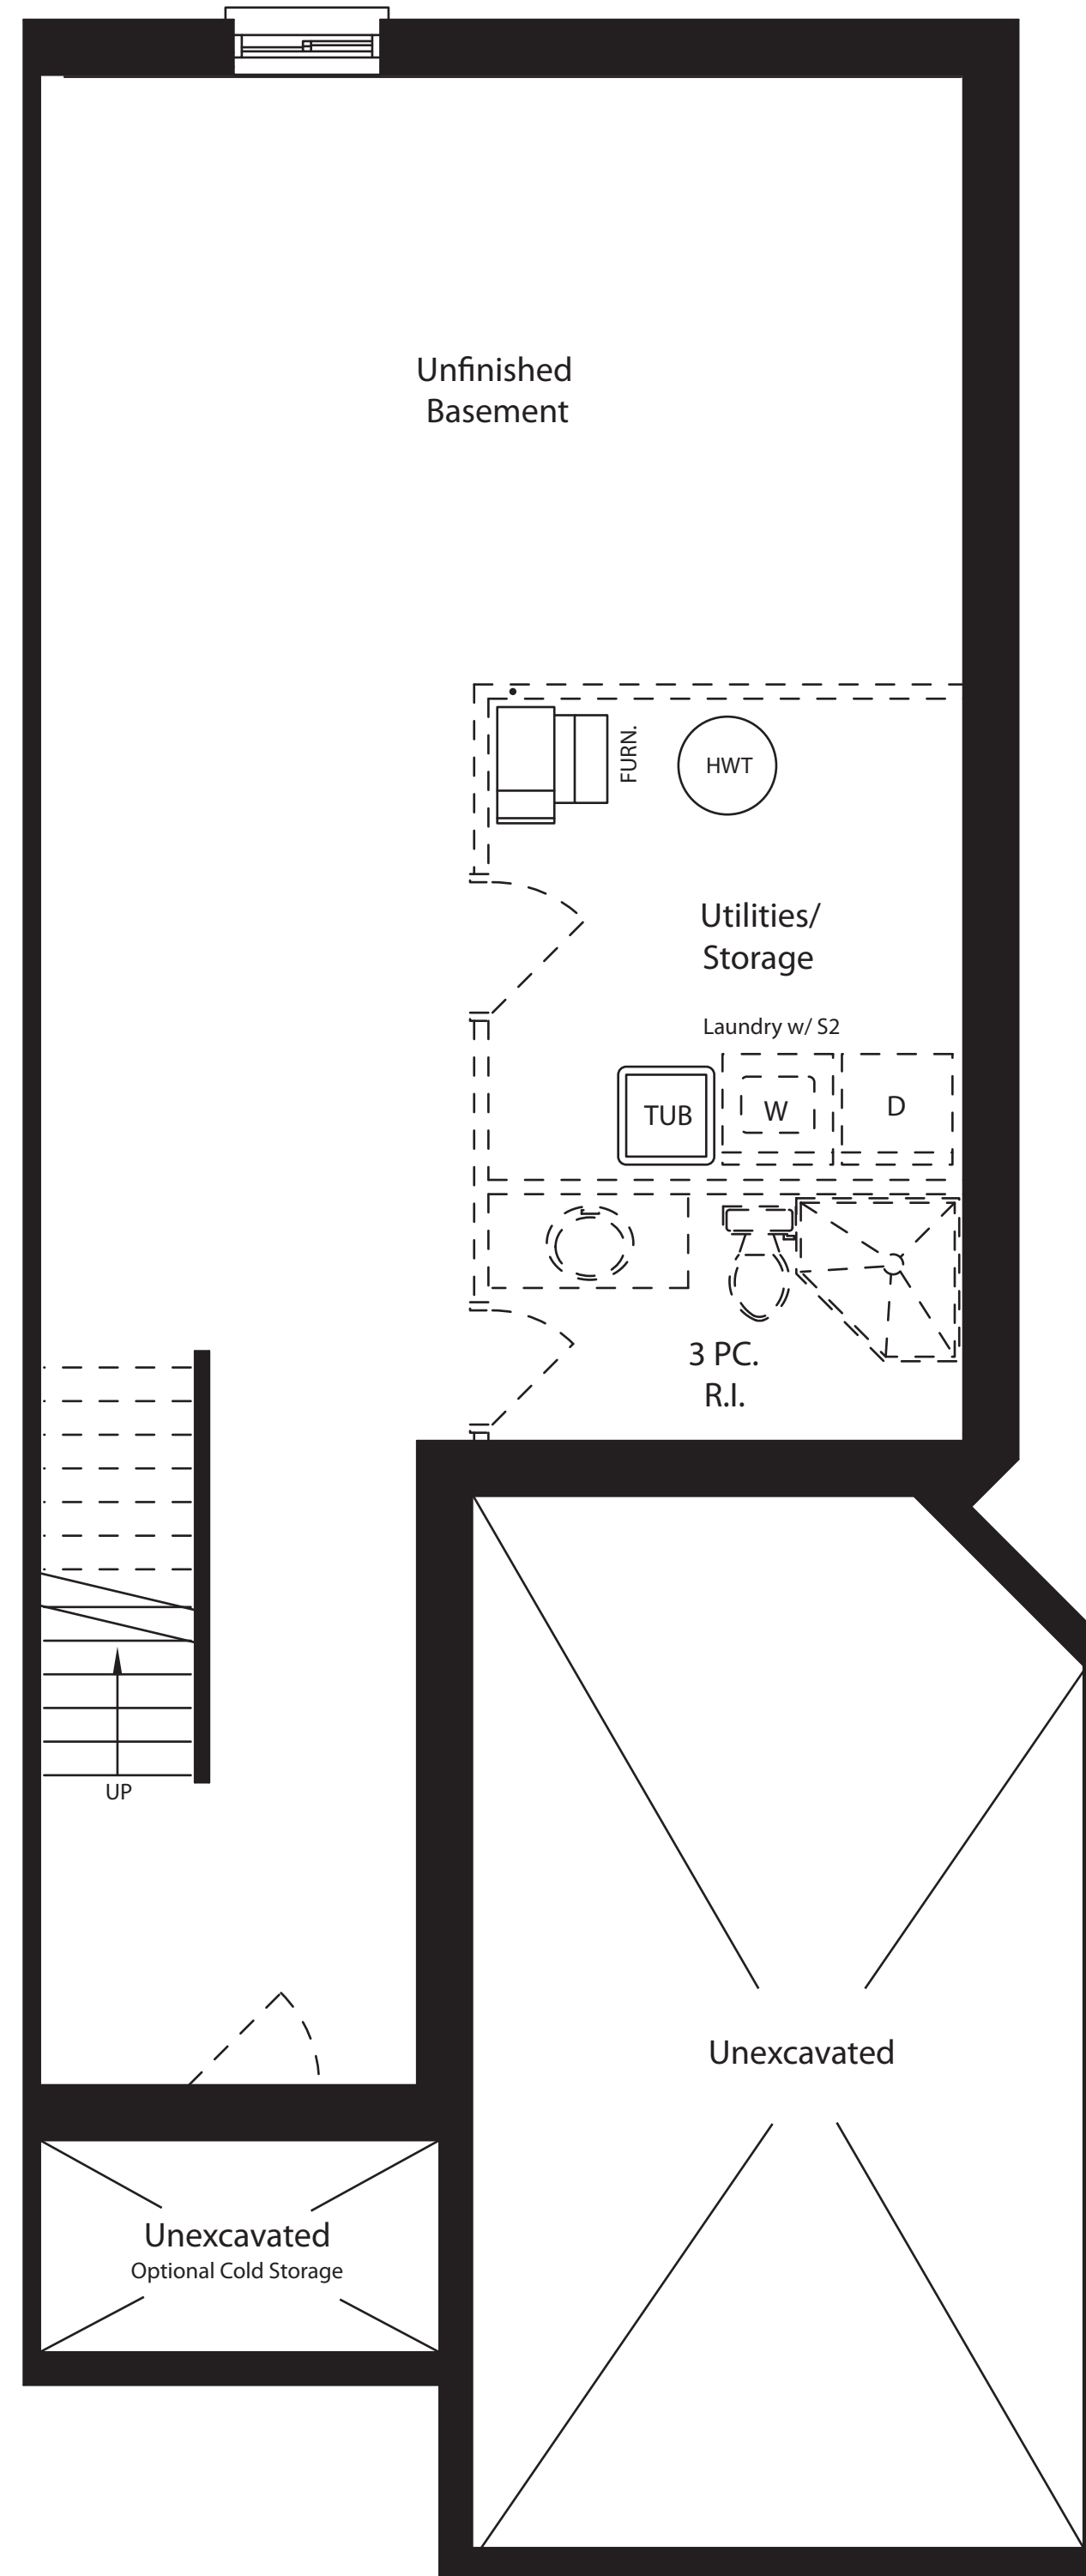 Unfinished
Basement
FURN.
HWT
Utilities/
Storage
Laundry w/ S2
TUB
W
D
3 PC.
R.I.
UP
Unexcavated
Unexcavated
Optional Cold Storage